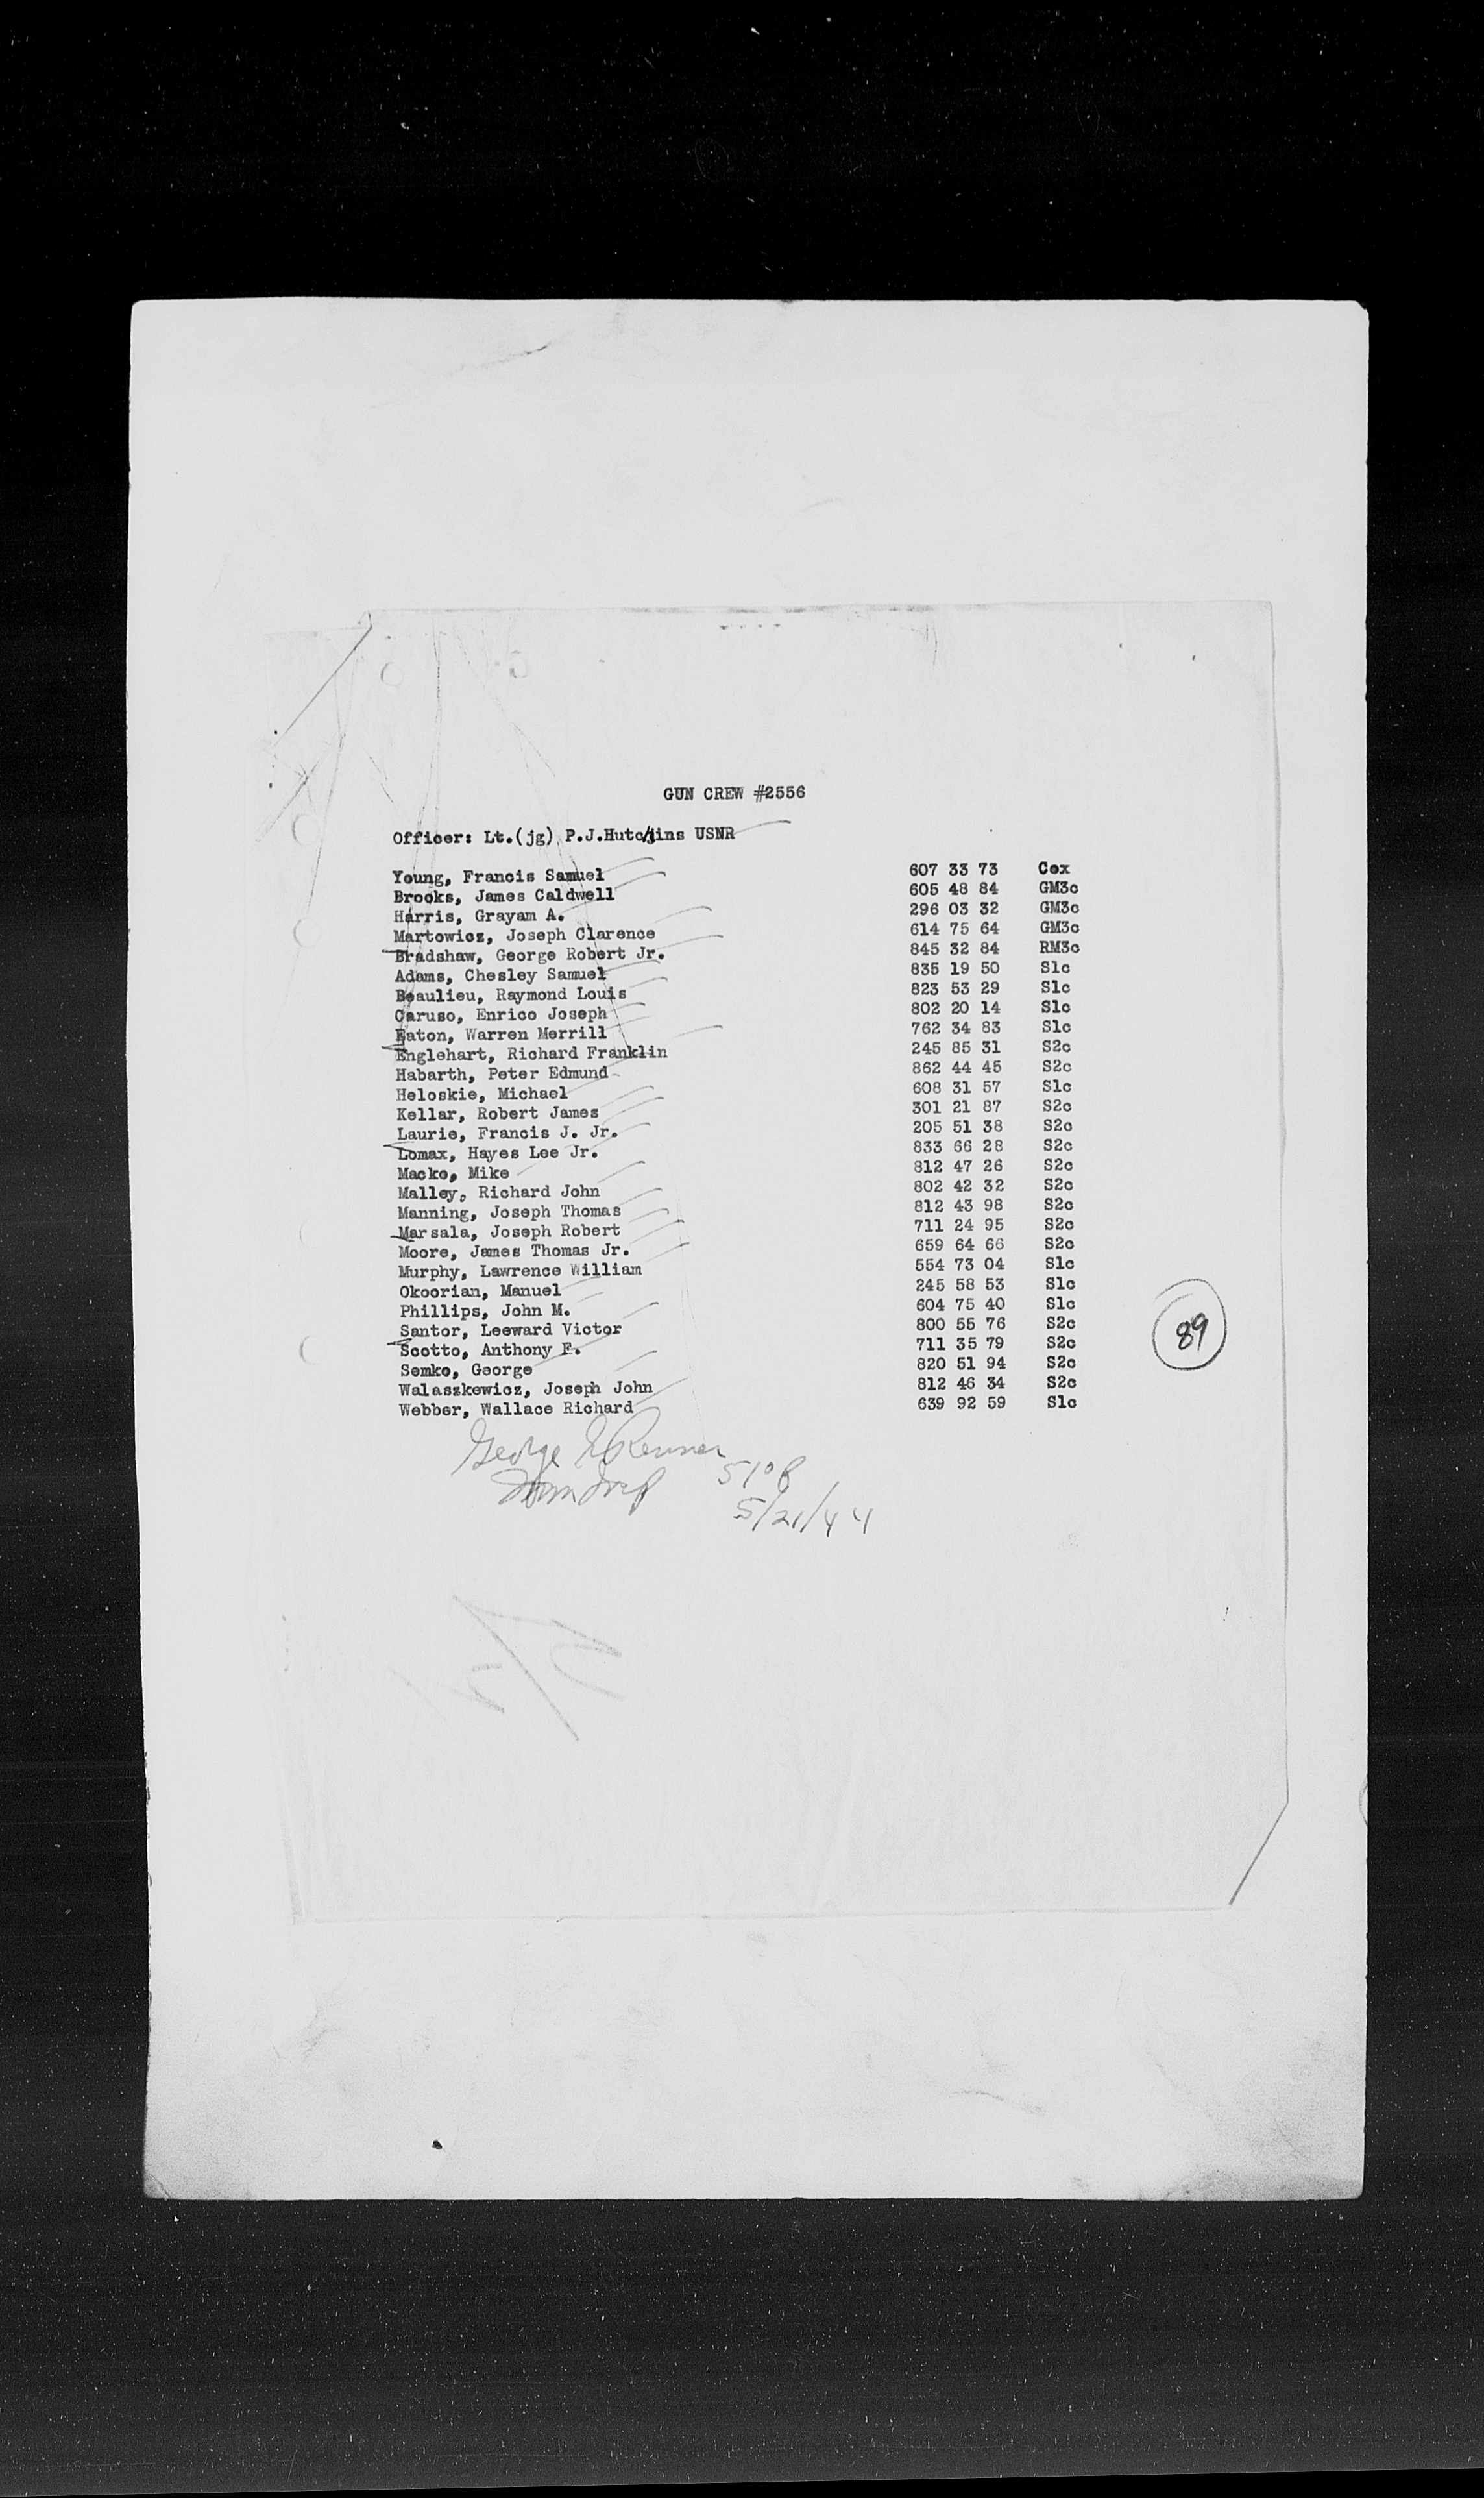 GUN CREW #2556
Officer: Lt.(jg) P.J.Hutchins USNR
Young, Francis Samuel 607 33 73 Cox
Brooks, James Caldwell 605 48 84 GM3c
Harris, Grayam A. 296 03 32 GM3c
Martowicz, Joseph Clarence 614 75 64 GM3c
Bradshaw, George Robert Jr. 845 32 84 RM3c
Adams, Chesley Samuel 835 19 50 S1c
Beaulieu, Raymond Louis 823 53 29 S1c
Caruso, Enrico Joseph 802 20 14 S1c
Eaton, Warren Merrill 762 34 83 S1c
Englehart, Richard Franklin 245 85 31 S2c
Habarth, Peter Edmund 862 44 45 S2c
Heloskie, Michael 608 31 57 S1c
Kellar, Robert James 301 21 87 S2c
Laurie, Francis J. Jr. 205 51 38 S2c
Lomax, Hayes Lee Jr. 833 66 28 S2c
Macko, Mike 812 47 26 S2c
Malley, Richard John 802 42 32 S2c
Manning, Joseph Thomas 812 43 98 S2c
Marsala, Joseph Robert 711 24 95 S2c
Moore, James Thomas Jr. 659 64 66 S2c
Murphy, Lawrence William 554 73 04 S1c
Okoorian, Manuel 245 58 53 S1c
Phillips, John M. 604 75 40 S1c
Santor, Leeward Victor 800 55 76 S2c
Scotto, Anthony F. 711 35 79 S2c
Semko, George 820 51 94 S2c
Walaszkewicz, Joseph John 812 46 34 S2c
Webber, Wallace Richard 639 92 59 S1c
89
George Renner
5108
5/21/44